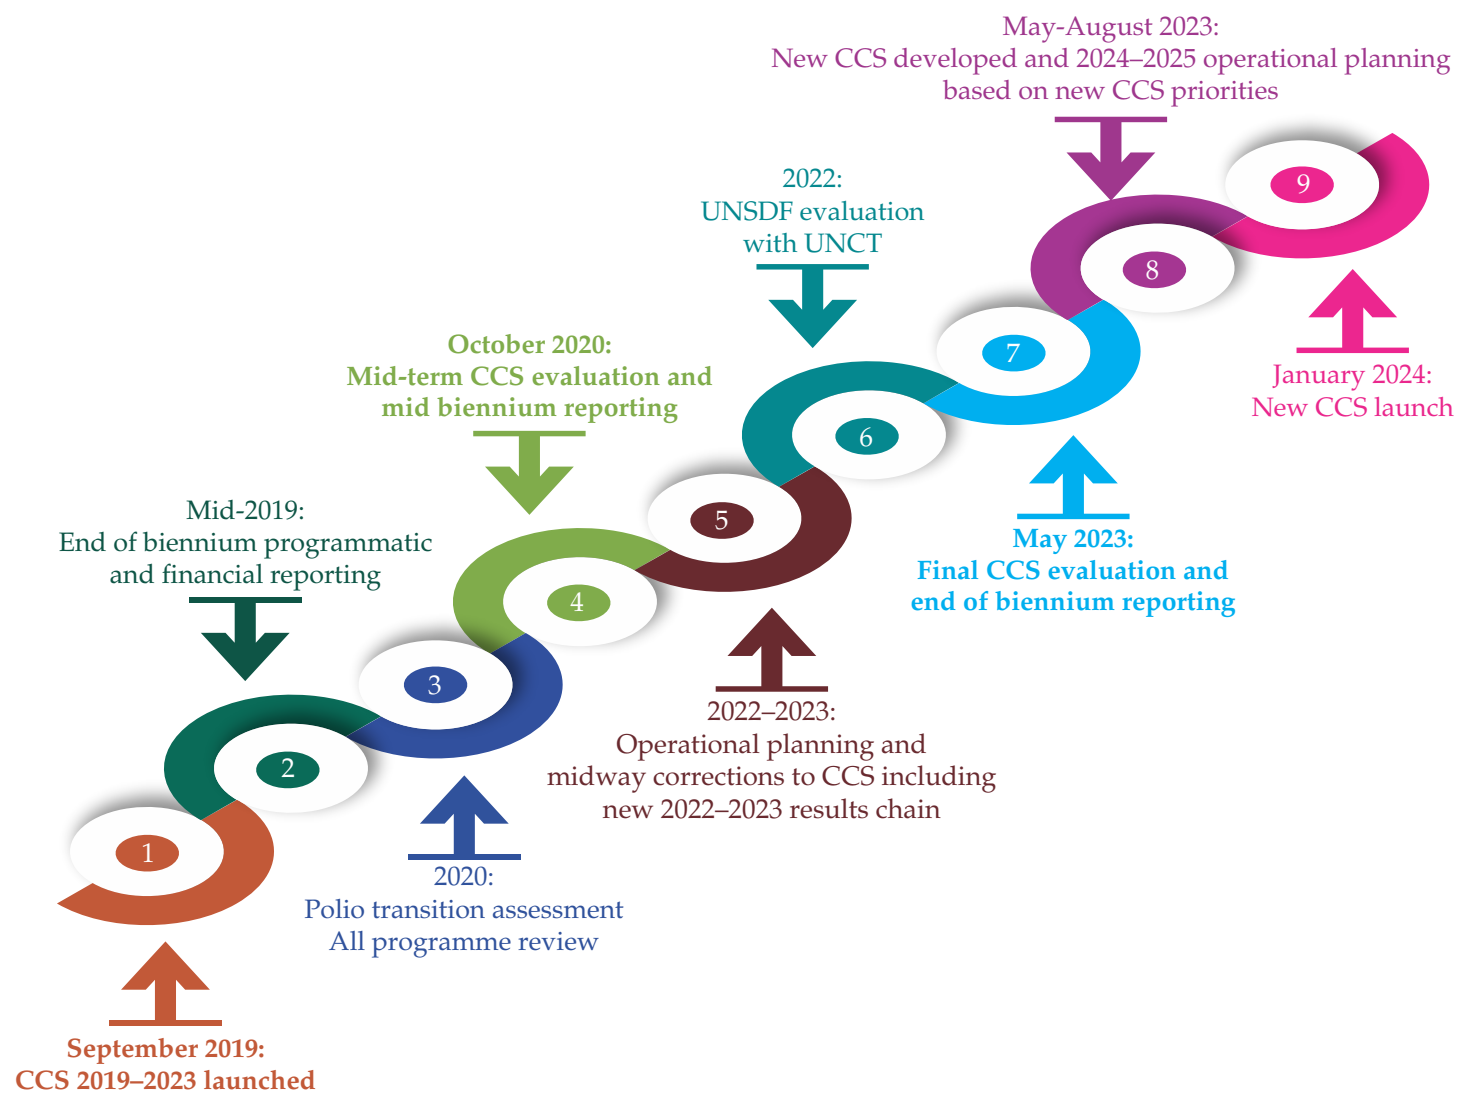 May-August 2023:
New CCS developed and 2024–2025 operational planning
based on new CCS priorities
9
2022:
UNSDF evaluation
with UNCT
8
7
January 2024:
New CCS launch
October 2020:
Mid-term CCS evaluation and
mid biennium reporting
6
5
May 2023:
Final CCS evaluation and
end of biennium reporting
Mid-2019:
End of biennium programmatic
and financial reporting
4
3
2022–2023:
Operational planning and
midway corrections to CCS including
new 2022–2023 results chain
2
1
2020:
Polio transition assessment
All programme review
September 2019:
CCS 2019–2023 launched